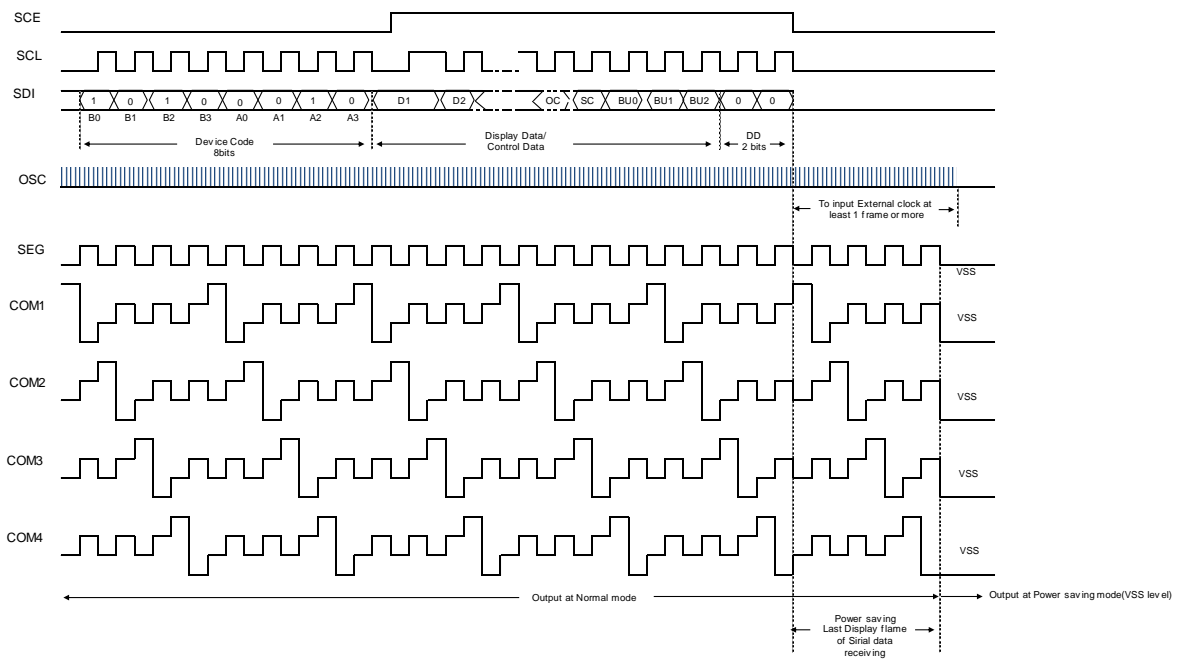 SCE
SCL
SDI
1 0 1 0 0 0 1 0 D1 D2 OC SC BU0 BU1 BU2 0 0
B0 B1 B2 B3 A0 A1 A2 A3
Device Code
8bits
Display Data/
Control Data
DD
2 bits
OSC
To input External clock at
least 1 frame or more
SEG
VSS
COM1
VSS
COM2
VSS
COM3
VSS
COM4
VSS
Output at Normal mode
Output at Power saving mode(VSS level)
Power saving
Last Display flame
of Sirial data
receiving